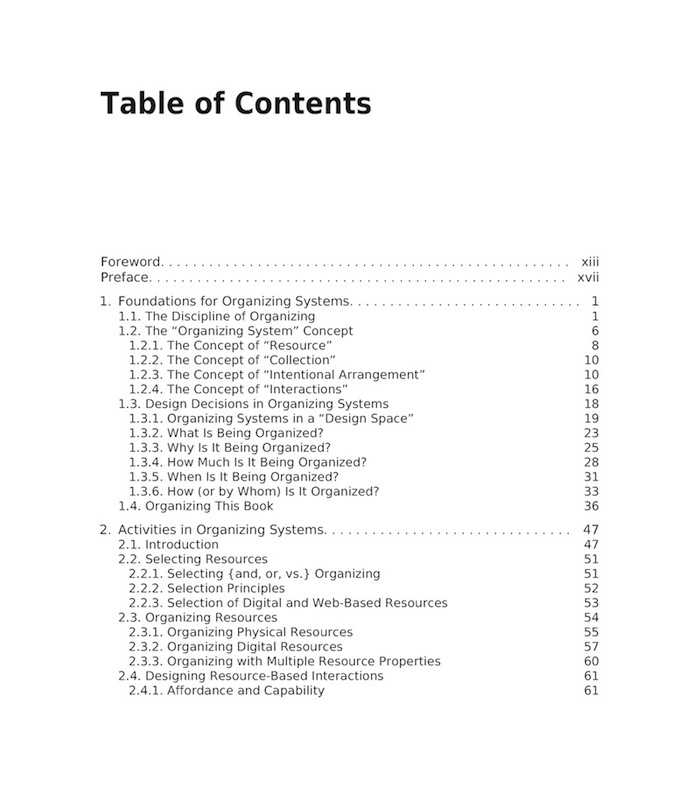 Table of Contents
Foreword. . . . . . . . . . . . . . . . . . . . . . . . . . . . . . . . . . . . . . . . . . . . . . . . . . . xiii
Preface. . . . . . . . . . . . . . . . . . . . . . . . . . . . . . . . . . . . . . . . . . . . . . . . . . . . xvii
1. Foundations for Organizing Systems. . . . . . . . . . . . . . . . . . . . . . . . . . . . . 1
1.1. The Discipline of Organizing 1
1.2. The “Organizing System” Concept 6
1.2.1. The Concept of “Resource” 8
1.2.2. The Concept of “Collection” 10
1.2.3. The Concept of “Intentional Arrangement” 10
1.2.4. The Concept of “Interactions” 16
1.3. Design Decisions in Organizing Systems 18
1.3.1. Organizing Systems in a “Design Space” 19
1.3.2. What Is Being Organized? 23
1.3.3. Why Is It Being Organized? 25
1.3.4. How Much Is It Being Organized? 28
1.3.5. When Is It Being Organized? 31
1.3.6. How (or by Whom) Is It Organized? 33
1.4. Organizing This Book 36
2. Activities in Organizing Systems. . . . . . . . . . . . . . . . . . . . . . . . . . . . . . . 47
2.1. Introduction 47
2.2. Selecting Resources 51
2.2.1. Selecting {and, or, vs.} Organizing 51
2.2.2. Selection Principles 52
2.2.3. Selection of Digital and Web-Based Resources 53
2.3. Organizing Resources 54
2.3.1. Organizing Physical Resources 55
2.3.2. Organizing Digital Resources 57
2.3.3. Organizing with Multiple Resource Properties 60
2.4. Designing Resource-Based Interactions 61
2.4.1. Affordance and Capability 61